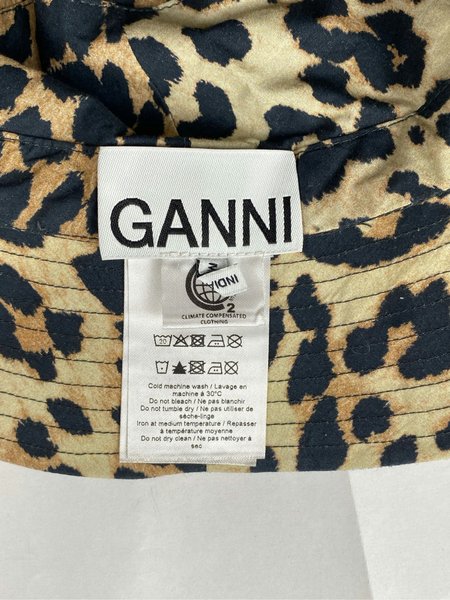 GANNI
INDIA
2
CLIMATE COMPENSATED
CLOTHING
Cold machine wash / Lavage en
machine à 30°C
Do not bleach / Ne pas blanchir
Do not tumble dry / Ne pas utiliser de
sèche-linge
Iron at medium temperature / Repasser
à température moyenne
Do not dry clean / Ne pas nettoyer à
sec